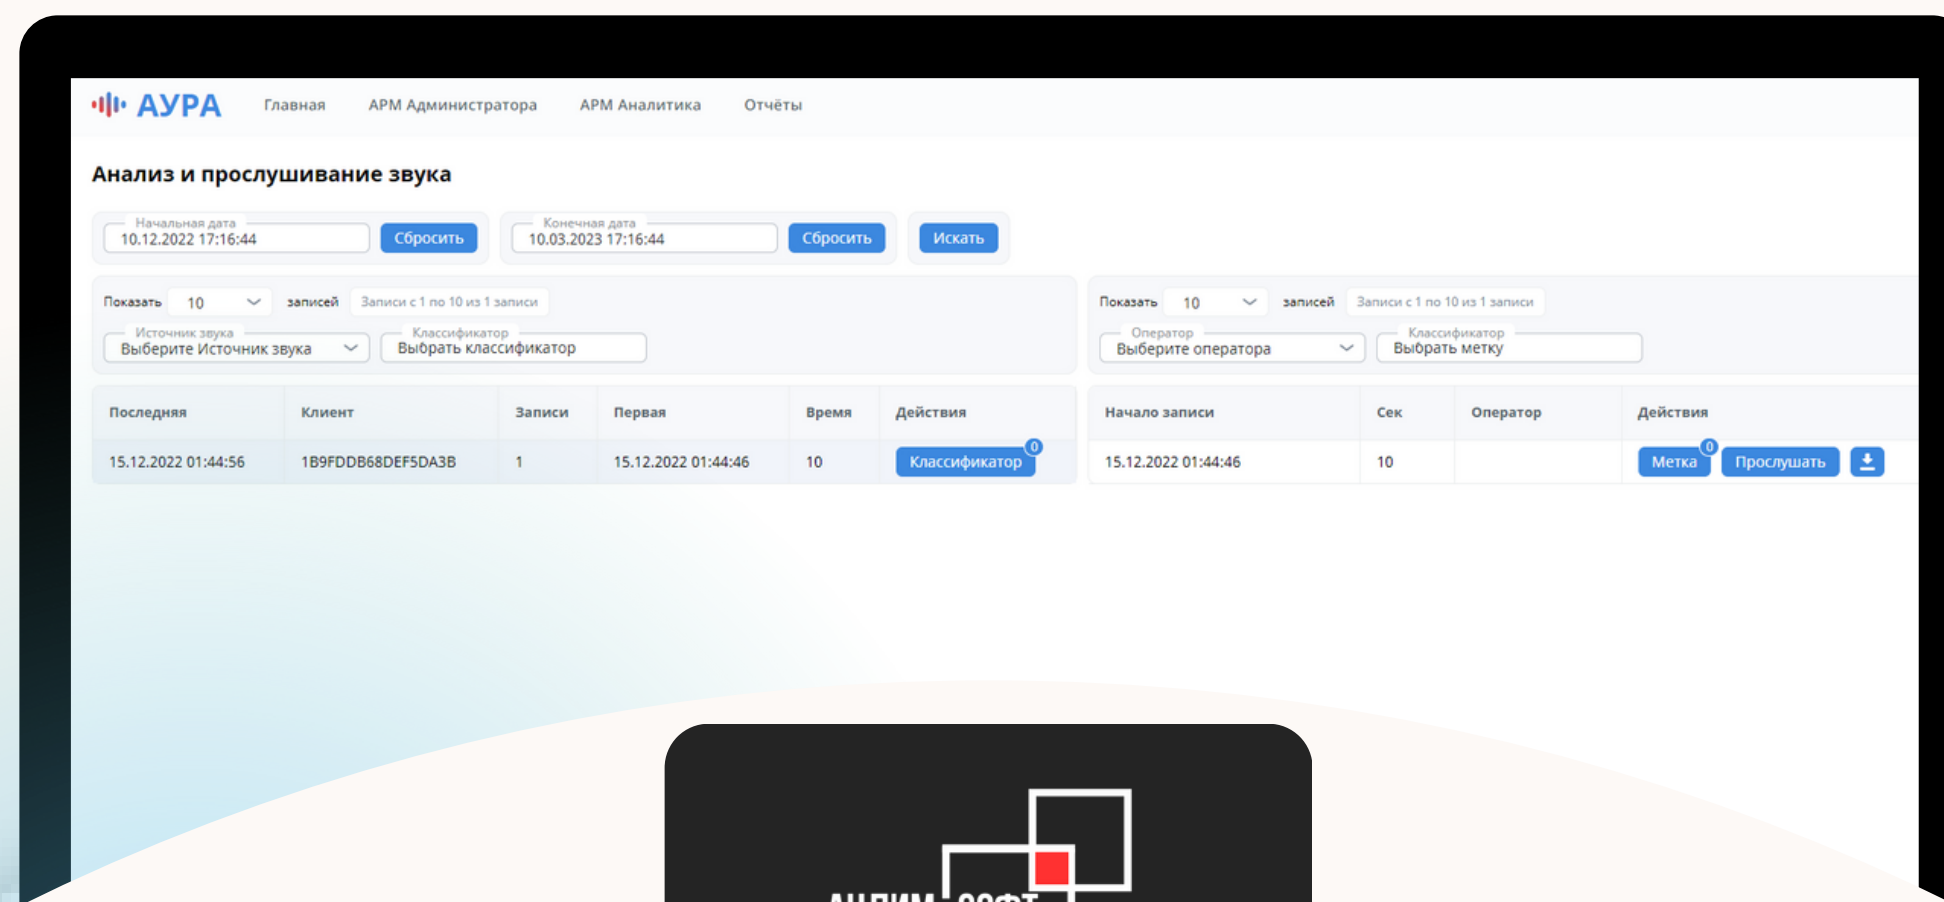 АУРА Главная АРМ Администратора АРМ Аналитика Отчёты
Анализ и прослушивание звука
Начальная дата
10.12.2022 17:16:44
Сбросить
Конечная дата
10.03.2023 17:16:44
Сбросить
Искать
Показать 10 записей Записи с 1 по 10 из 1 записи
Источник звука
Выберите Источник звука
Классификатор
Выбрать классификатор
Последняя Клиент Записи Первая Время Действия
15.12.2022 01:44:56 1B9FDDB68DEF5DA3B 1 15.12.2022 01:44:46 10 Классификатор 0
Показать 10 записей Записи с 1 по 10 из 1 записи
Оператор
Выберите оператора
Классификатор
Выбрать метку
Начало записи Сек Оператор Действия
15.12.2022 01:44:46 10 Метка 0 Прослушать